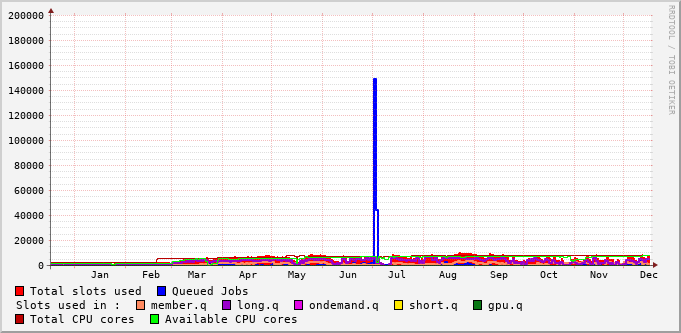 200000
180000
160000
140000
120000
100000
80000
60000
40000
20000
0
Jan Feb Mar Apr May Jun Jul Aug Sep Oct Nov Dec
RRDTOOL / TOBI OETIKER
Total slots used Queued Jobs
Slots used in : member.q long.q ondemand.q short.q gpu.q
Total CPU cores Available CPU cores